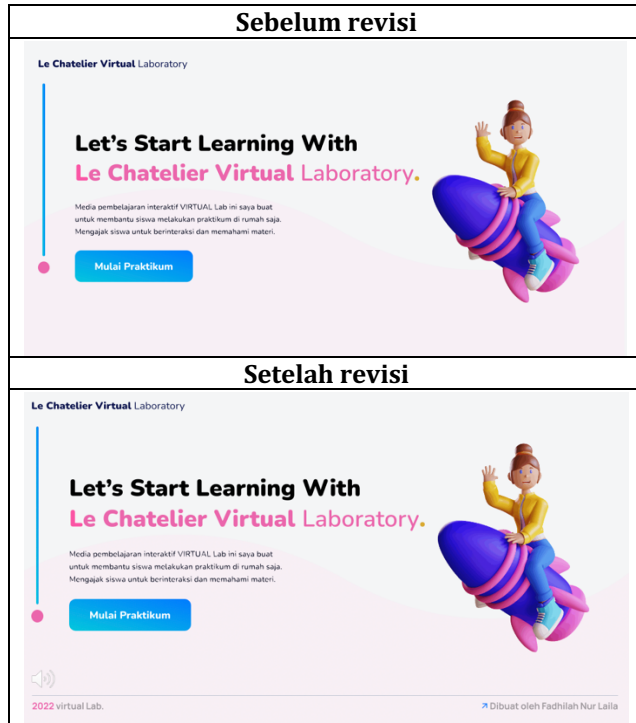 Sebelum revisi
Le Chatelier Virtual Laboratory
Let's Start Learning With
Le Chatelier Virtual Laboratory.
Media pembelajaran interaktif VIRTUAL Lab ini saya buat
untuk membantu siswa melakukan praktikum di rumah saja.
Mengajak siswa untuk berinteraksi dan memahami materi.
Mulai Praktikum
Setelah revisi
Le Chatelier Virtual Laboratory
Let's Start Learning With
Le Chatelier Virtual Laboratory.
Media pembelajaran interaktif VIRTUAL Lab ini saya buat
untuk membantu siswa melakukan praktikum di rumah saja.
Mengajak siswa untuk berinteraksi dan memahami materi.
Mulai Praktikum
2022 virtual Lab.
Dibuat oleh Fadhilah Nur Laila